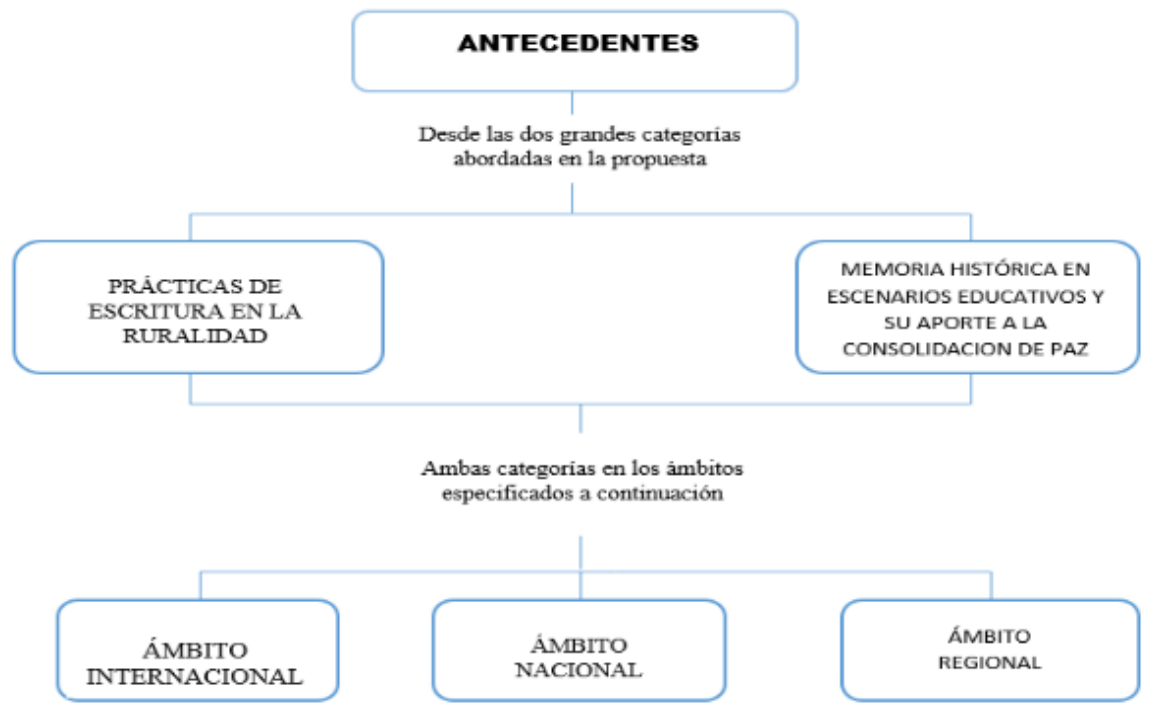 ANTECEDENTES
Desde las dos grandes categorías
abordadas en la propuesta
PRÁCTICAS DE
ESCRITURA EN LA
RURALIDAD
MEMORIA HISTÓRICA EN
ESCENARIOS EDUCATIVOS Y
SU APORTE A LA
CONSOLIDACION DE PAZ
Ambas categorías en los ámbitos
especificados a continuación
ÁMBITO
INTERNACIONAL
ÁMBITO
NACIONAL
ÁMBITO
REGIONAL